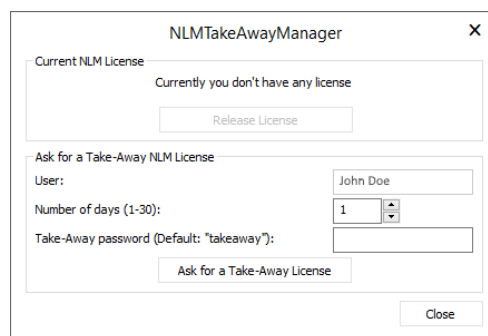 NLMTakeAwayManager
Current NLM License
Currently you don't have any license
Release License
Ask for a Take-Away NLM License
User: John Doe
Number of days (1-30): 1
Take-Away password (Default: "takeaway"):
Ask for a Take-Away License
Close